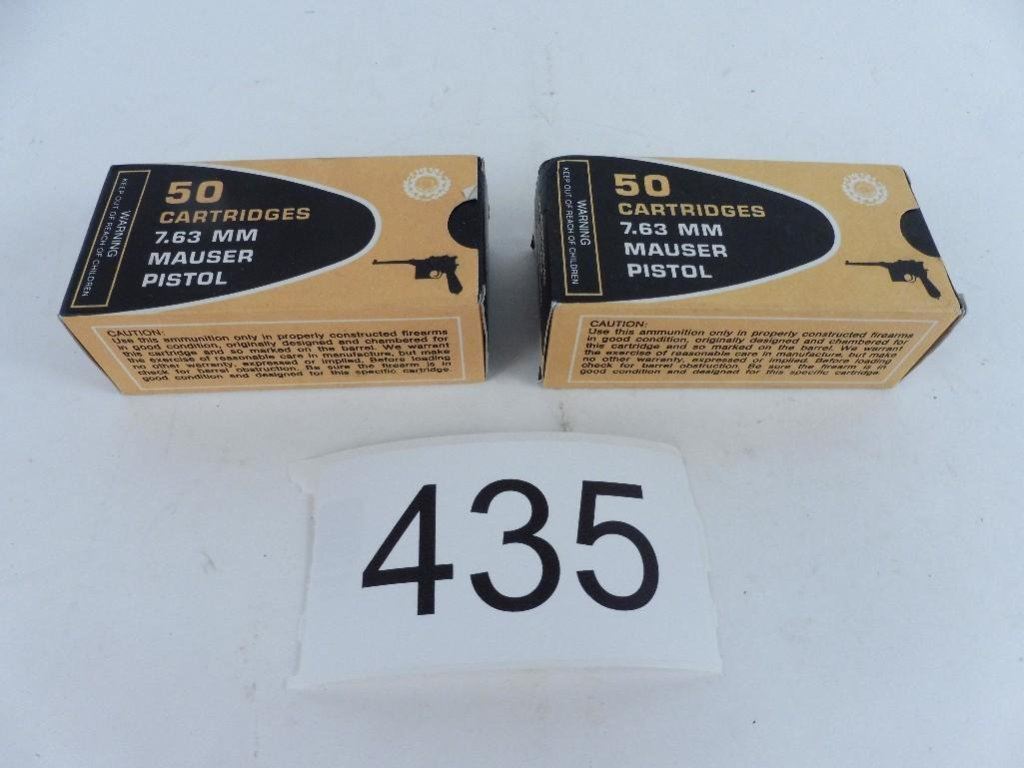 50
CARTRIDGES
7.63 MM
MAUSER
PISTOL
WARNING
KEEP OUT OF REACH OF CHILDREN
CAUTION:
Use this ammunition only in properly constructed firearms
in good condition, originally designed and chambered for
this cartridge and so marked on the barrel. We warrant
the exercise of reasonable care in manufacture, but make
no other warranty, expressed or implied. Before loading
check for barrel obstruction. Be sure the firearm is in
good condition and designed for this specific cartridge.
50
CARTRIDGES
7.63 MM
MAUSER
PISTOL
WARNING
KEEP OUT OF REACH OF CHILDREN
CAUTION:
Use this ammunition only in properly constructed firearms
in good condition, originally designed and chambered for
this cartridge and so marked on the barrel. We warrant
the exercise of reasonable care in manufacture, but make
no other warranty, expressed or implied. Before loading
check for barrel obstruction. Be sure the firearm is in
good condition and designed for this specific cartridge.
435